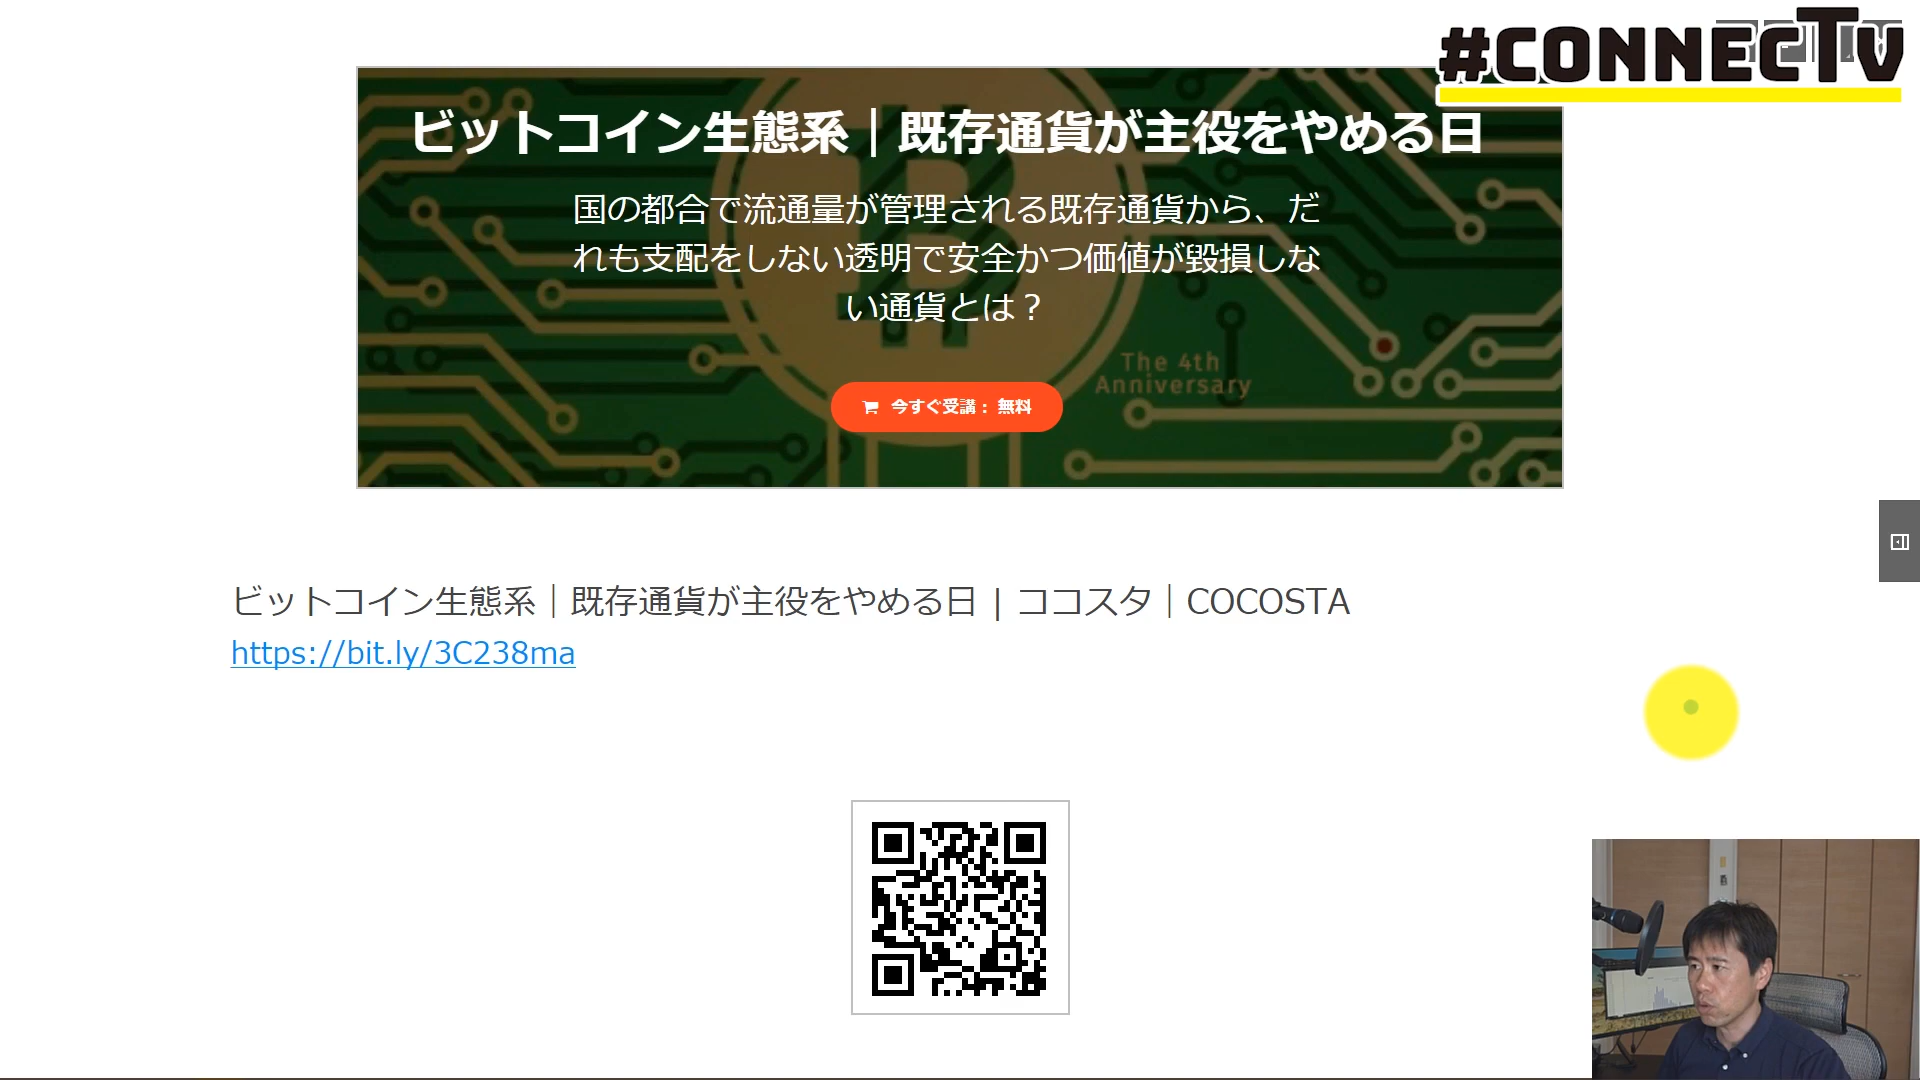 #CONNECTV
ビットコイン生態系｜既存通貨が主役をやめる日
国の都合で流通量が管理される既存通貨から、だ
れも支配をしない透明で安全かつ価値が毀損しな
い通貨とは？
The 4th
Anniversary
今すぐ受講： 無料
ビットコイン生態系｜既存通貨が主役をやめる日 | ココスタ｜COCOSTA
https://bit.ly/3C238ma